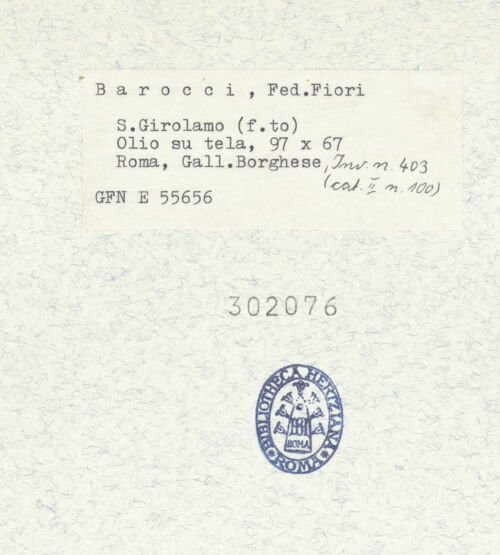 Barocci, Fed.Fiori
S.Girolamo (f.to)
Olio su tela, 97 x 67
Roma, Gall.Borghese, Inv. n. 403
(cat. II n. 100)
GFN E 55656
302076
BIBLIOTHECA HERTZIANA
ROMA
ROMA